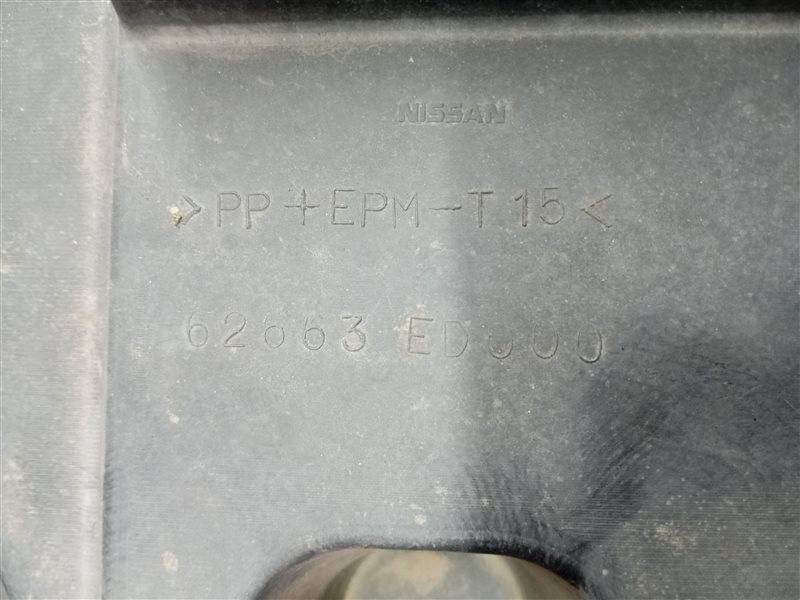 NISSAN
>PP+EPM-T15<
62663 ED000